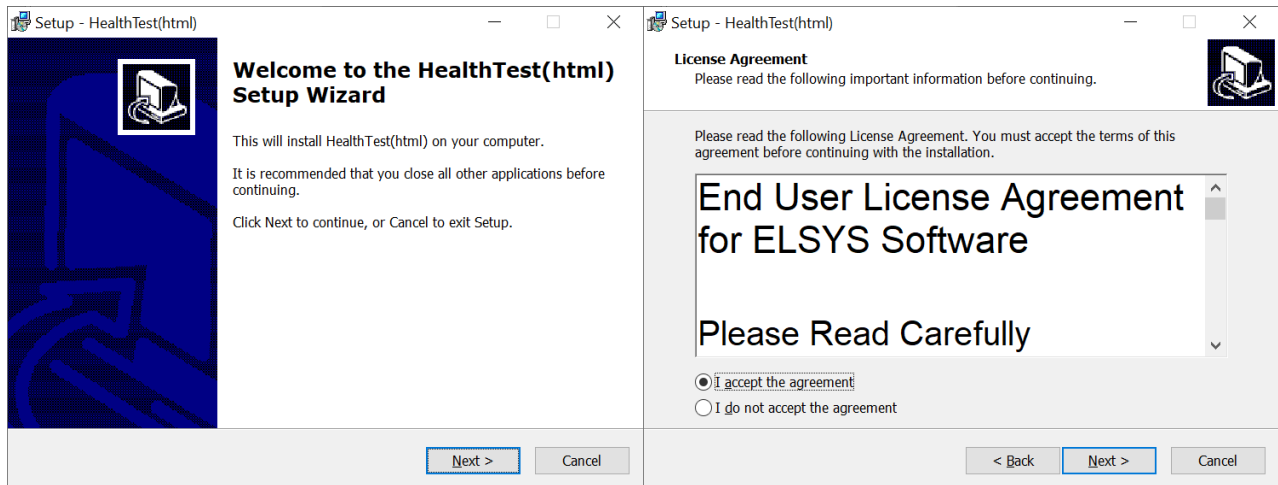 Setup - HealthTest(html)
Welcome to the HealthTest(html)
Setup Wizard
This will install HealthTest(html) on your computer.
It is recommended that you close all other applications before
continuing.
Click Next to continue, or Cancel to exit Setup.
Next >
Cancel
Setup - HealthTest(html)
License Agreement
Please read the following important information before continuing.
Please read the following License Agreement. You must accept the terms of this
agreement before continuing with the installation.
End User License Agreement
for ELSYS Software
Please Read Carefully
I accept the agreement
I do not accept the agreement
< Back
Next >
Cancel